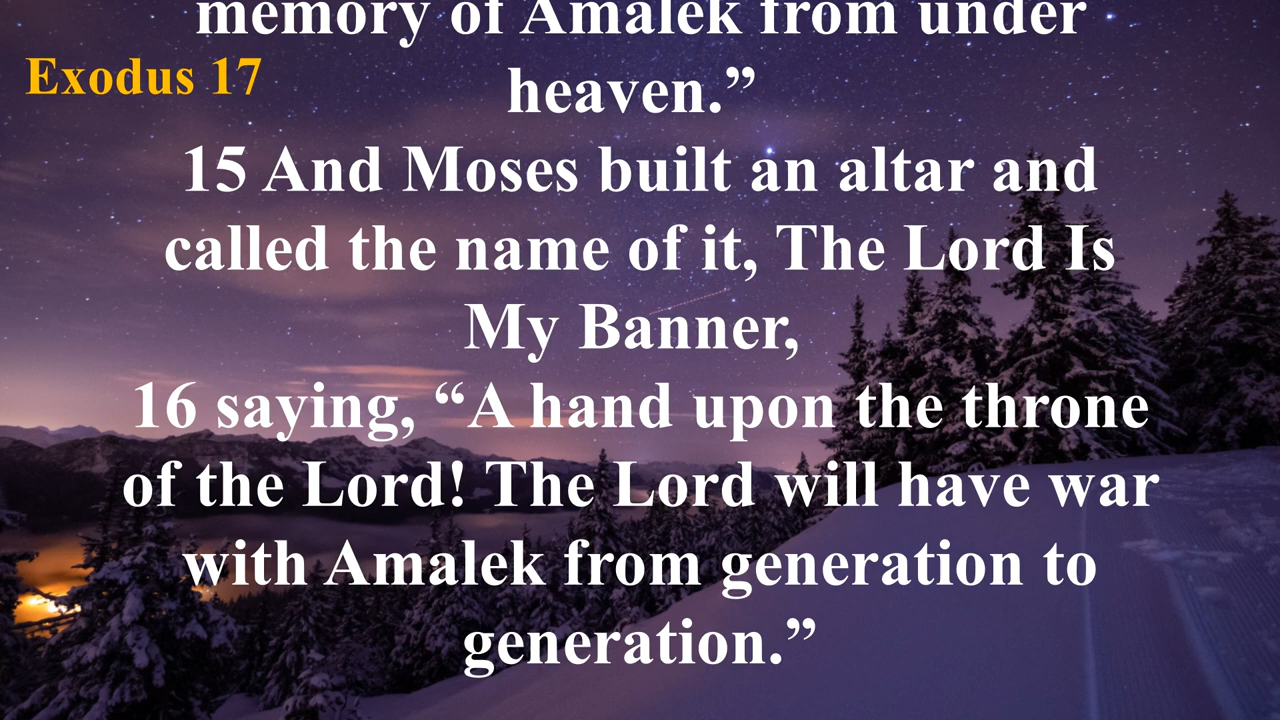 memory of Amalek from under
Exodus 17
heaven.”
15 And Moses built an altar and
called the name of it, The Lord Is
My Banner,
16 saying, “A hand upon the throne
of the Lord! The Lord will have war
with Amalek from generation to
generation.”